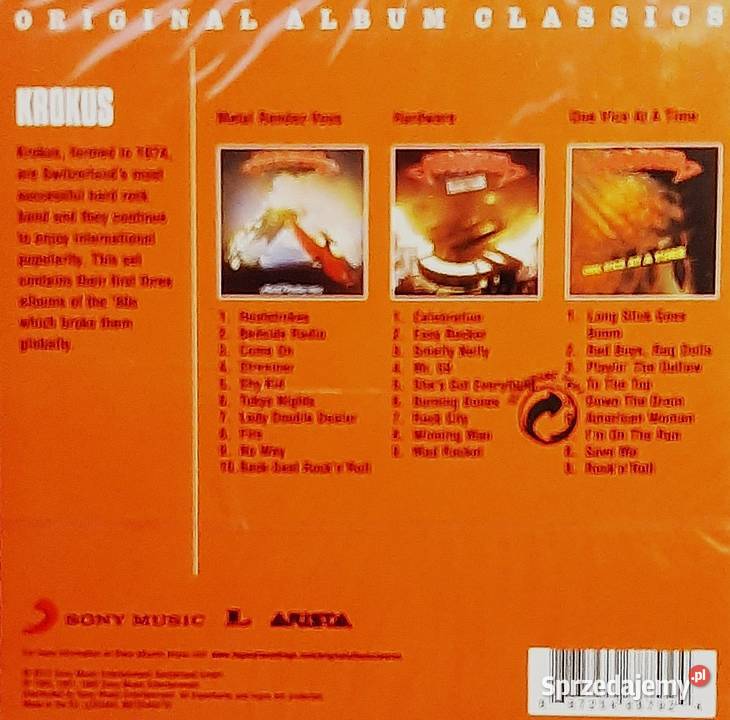 ORIGINAL ALBUM CLASSICS
KROKUS
Krokus, formed in 1974,
are Switzerland's most
successful hard rock
band and they continue
to enjoy international
popularity. This set
contains their first three
albums of the '80s
which broke them
globally.
Metal Rendez-Vous
1. Heatstrokes
2. Bedside Radio
3. Come On
4. Streamer
5. Shy Kid
6. Tokyo Nights
7. Lady Double Dealer
8. Fire
9. No Way
10. Back-Seat Rock'n'Roll
Hardware
1. Celebration
2. Easy Rocker
3. Smelly Nelly
4. Mr. 69
5. She's Got Everything
6. Burning Bones
7. Rock City
8. Winning Man
9. Mad Racket
One Vice At A Time
ONE VICE AT A TIME
1. Long Stick Goes
Boom
2. Bad Boys, Rag Dolls
3. Playin' The Outlaw
4. To The Top
5. Down The Drain
6. American Woman
7. I'm On The Run
8. Save Me
9. Rock'n'Roll
SONY MUSIC
ARISTA
Sprzedajemy.pl